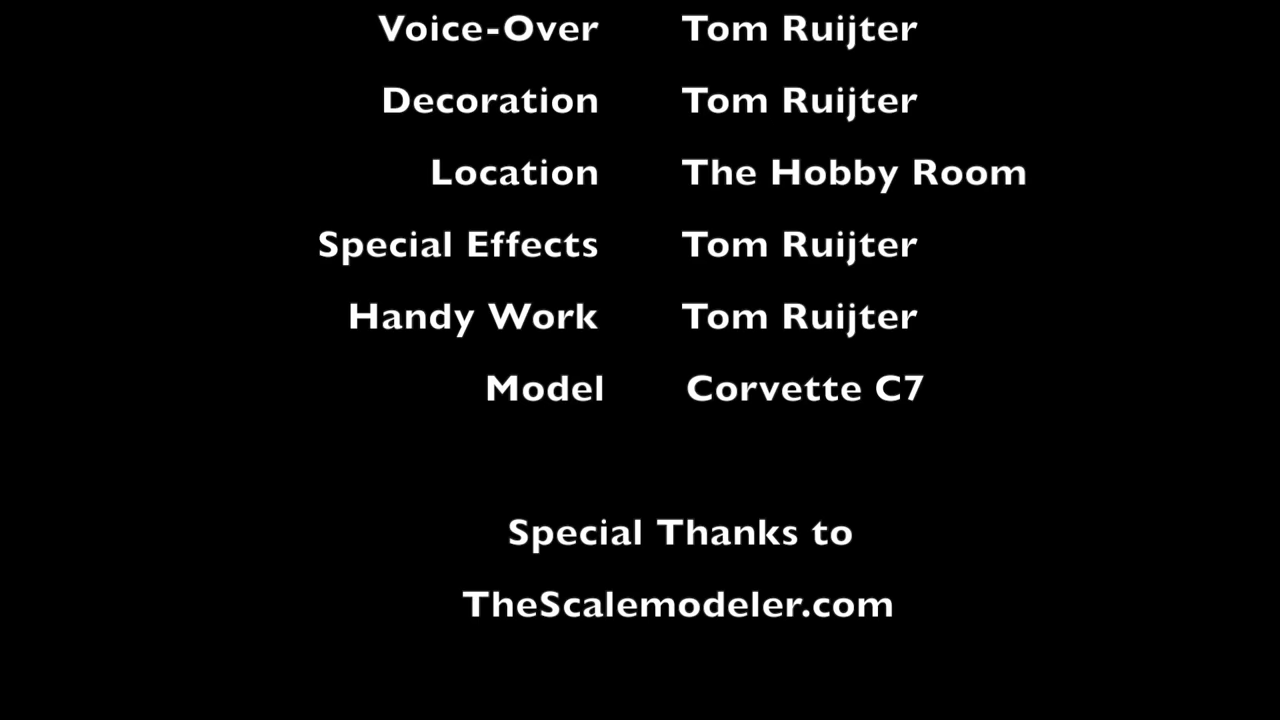 Voice-Over Tom Ruijter
Decoration Tom Ruijter
Location The Hobby Room
Special Effects Tom Ruijter
Handy Work Tom Ruijter
Model Corvette C7
Special Thanks to
TheScalemodeler.com